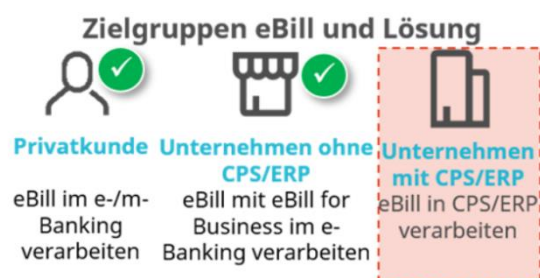 Zielgruppen eBill und Lösung
Privatkunde
eBill im e-/m-
Banking
verarbeiten
Unternehmen ohne
CPS/ERP
eBill mit eBill for
Business im e-
Banking verarbeiten
Unternehmen
mit CPS/ERP
eBill in CPS/ERP
verarbeiten